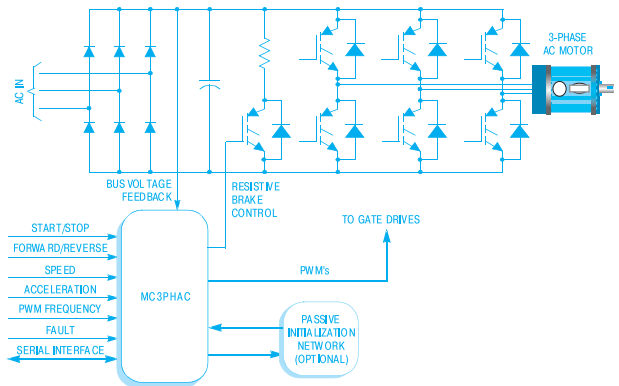 3-PHASE
AC MOTOR
AC IN
BUS VOLTAGE
FEEDBACK
RESISTIVE
BRAKE
CONTROL
START/STOP
FORWARD/REVERSE
SPEED
ACCELERATION
PWM FREQUENCY
FAULT
SERIAL INTERFACE
MC3PHAC
TO GATE DRIVES
PWM's
PASSIVE
INITIALIZATION
NETWORK
(OPTIONAL)